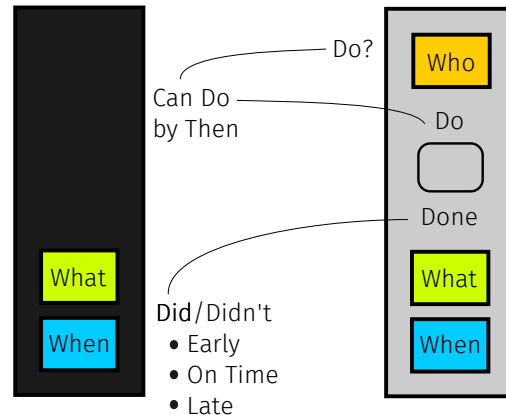 Do?
Who
Can Do
by Then
Do
Done
What
What
Did/Didn't
When
When
• Early
• On Time
• Late